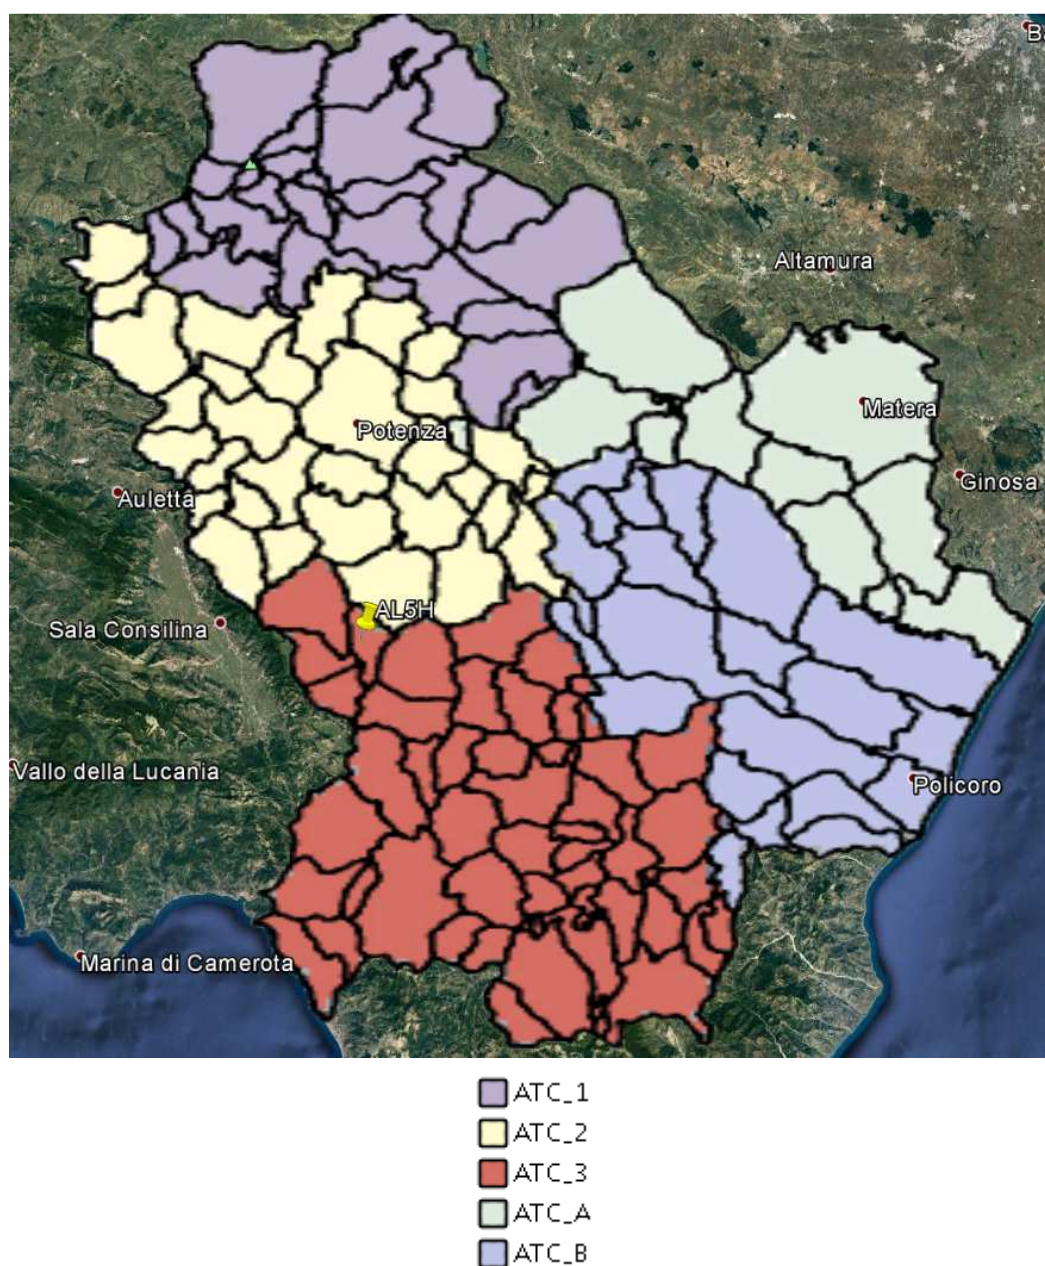 B
Altamura
Matera
Potenza
Ginosa
Auletta
AL5H
Sala Consilina
Vallo della Lucania
Policoro
Marina di Camerota
ATC_1
ATC_2
ATC_3
ATC_A
ATC_B